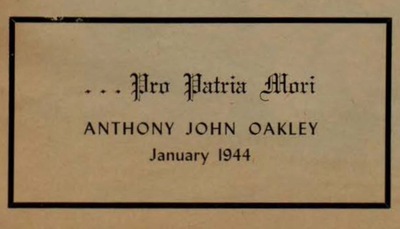 ... Pro Patria Mori
ANTHONY JOHN OAKLEY
January 1944